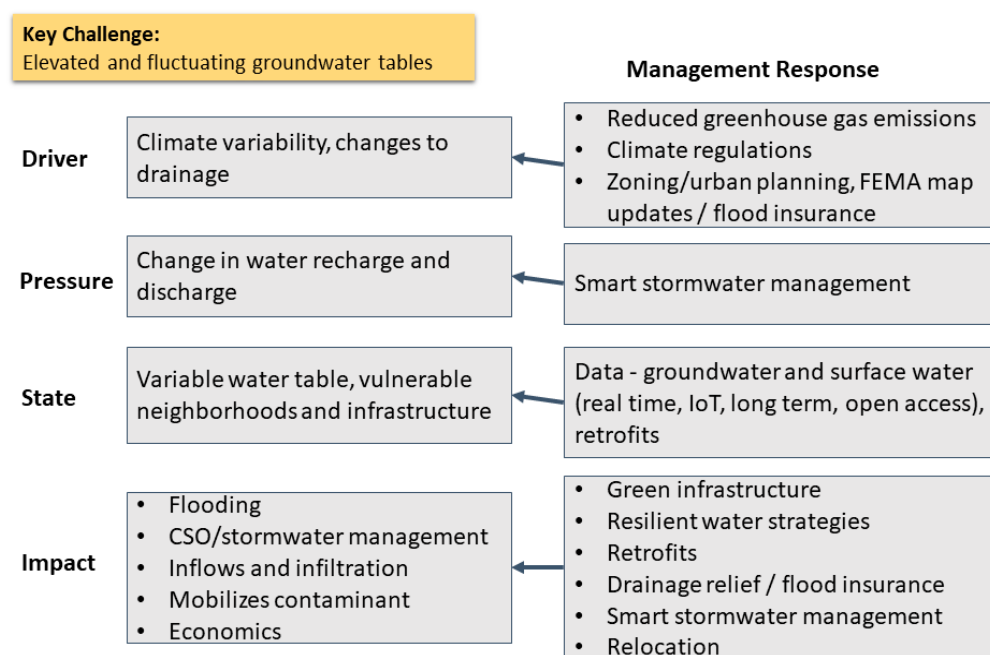 Key Challenge:
Elevated and fluctuating groundwater tables
Management Response
Driver
Climate variability, changes to
drainage
• Reduced greenhouse gas emissions
• Climate regulations
• Zoning/urban planning, FEMA map
updates / flood insurance
Pressure
Change in water recharge and
discharge
Smart stormwater management
State
Variable water table, vulnerable
neighborhoods and infrastructure
Data - groundwater and surface water
(real time, IoT, long term, open access),
retrofits
Impact
• Flooding
• CSO/stormwater management
• Inflows and infiltration
• Mobilizes contaminant
• Economics
• Green infrastructure
• Resilient water strategies
• Retrofits
• Drainage relief / flood insurance
• Smart stormwater management
• Relocation